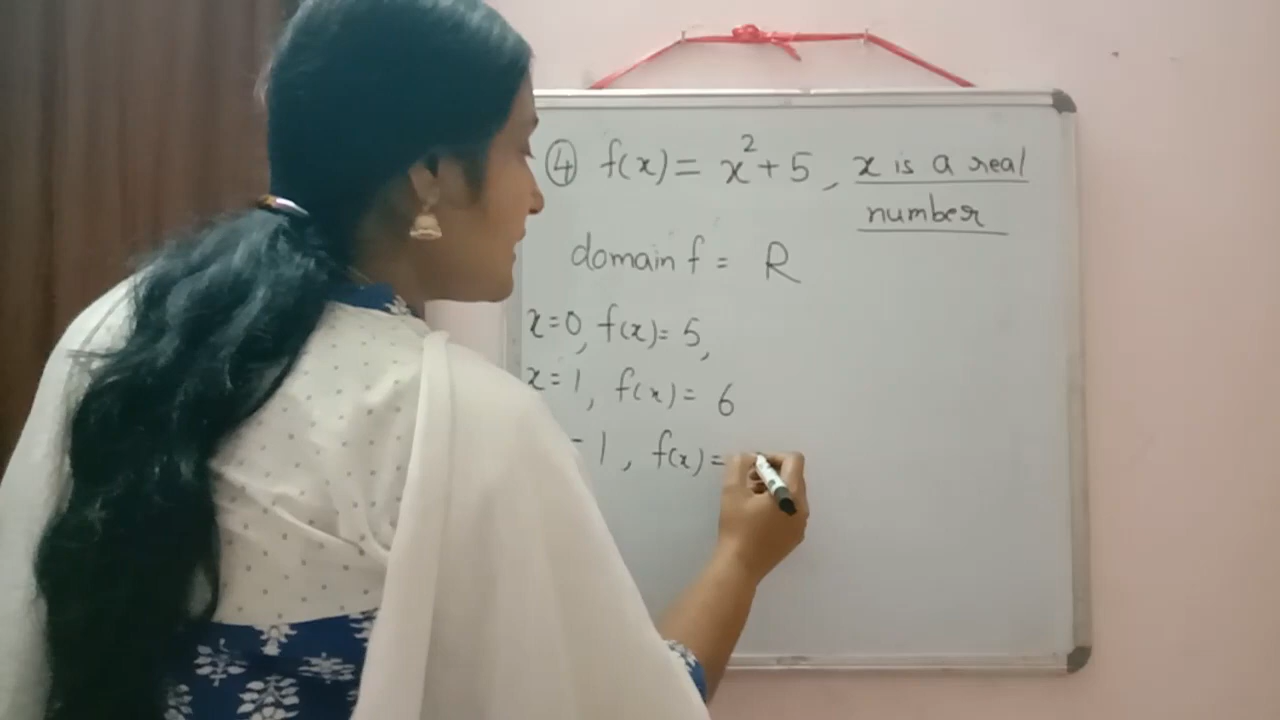 ④ f(x) = x² + 5, x is a real
number
domain f = R
x = 0, f(x) = 5,
x = 1, f(x) = 6
- 1, f(x) =